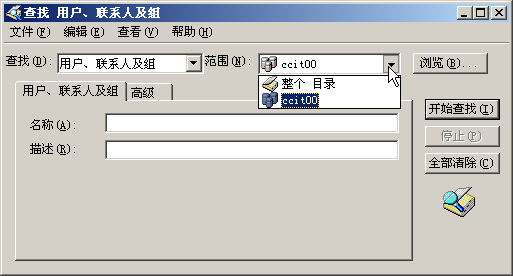 查找 用户、联系人及组
文件(F) 编辑(E) 查看(V) 帮助(H)
查找(D): 用户、联系人及组 范围(N): ccit00 浏览(B)...
整个 目录
ccit00
用户、联系人及组 高级
开始查找(I)
名称(A):
停止(P)
描述(R):
全部清除(C)